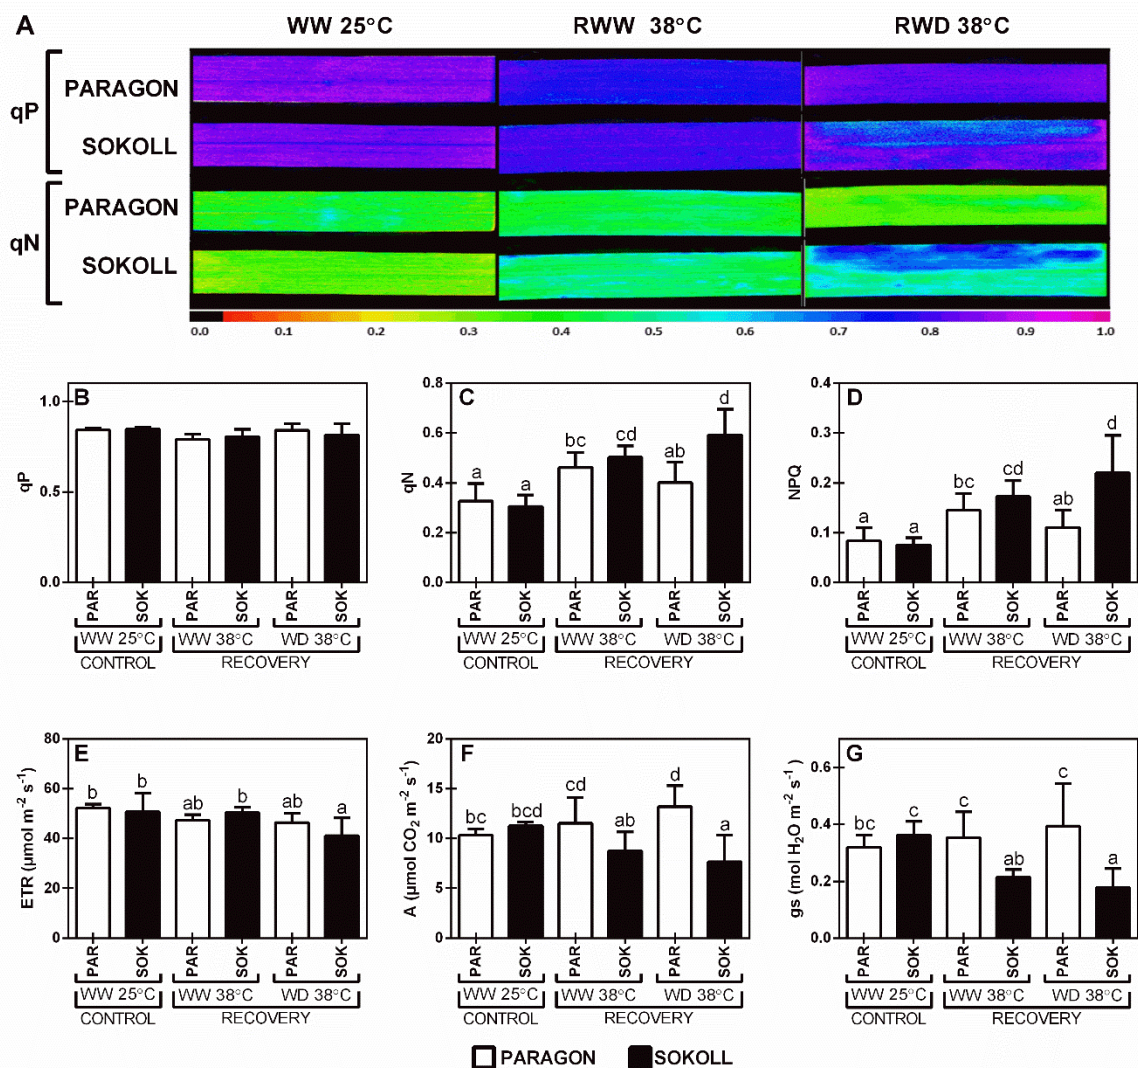 A
WW 25°C RWW 38°C RWD 38°C
qP
PARAGON
SOKOLL
qN
PARAGON
SOKOLL
0.0 0.1 0.2 0.3 0.4 0.5 0.6 0.7 0.8 0.9 1.0
B
qP
1.0
0.5
0.0
PAR SOK PAR SOK PAR SOK
WW 25°C WW 38°C WD 38°C
CONTROL RECOVERY
C
qN
0.8
0.6
0.4
0.2
0.0
a a bc cd ab d
PAR SOK PAR SOK PAR SOK
WW 25°C WW 38°C WD 38°C
CONTROL RECOVERY
D
NPQ
0.4
0.3
0.2
0.1
0.0
a a bc cd ab d
PAR SOK PAR SOK PAR SOK
WW 25°C WW 38°C WD 38°C
CONTROL RECOVERY
E
ETR (µmol m⁻² s⁻¹)
80
60
40
20
0
b b ab b ab a
PAR SOK PAR SOK PAR SOK
WW 25°C WW 38°C WD 38°C
CONTROL RECOVERY
F
A (µmol CO₂ m⁻² s⁻¹)
20
15
10
5
0
bc bcd cd ab d a
PAR SOK PAR SOK PAR SOK
WW 25°C WW 38°C WD 38°C
CONTROL RECOVERY
G
gs (mol H₂O m⁻² s⁻¹)
0.6
0.4
0.2
0.0
bc c c ab c a
PAR SOK PAR SOK PAR SOK
WW 25°C WW 38°C WD 38°C
CONTROL RECOVERY
PARAGON SOKOLL